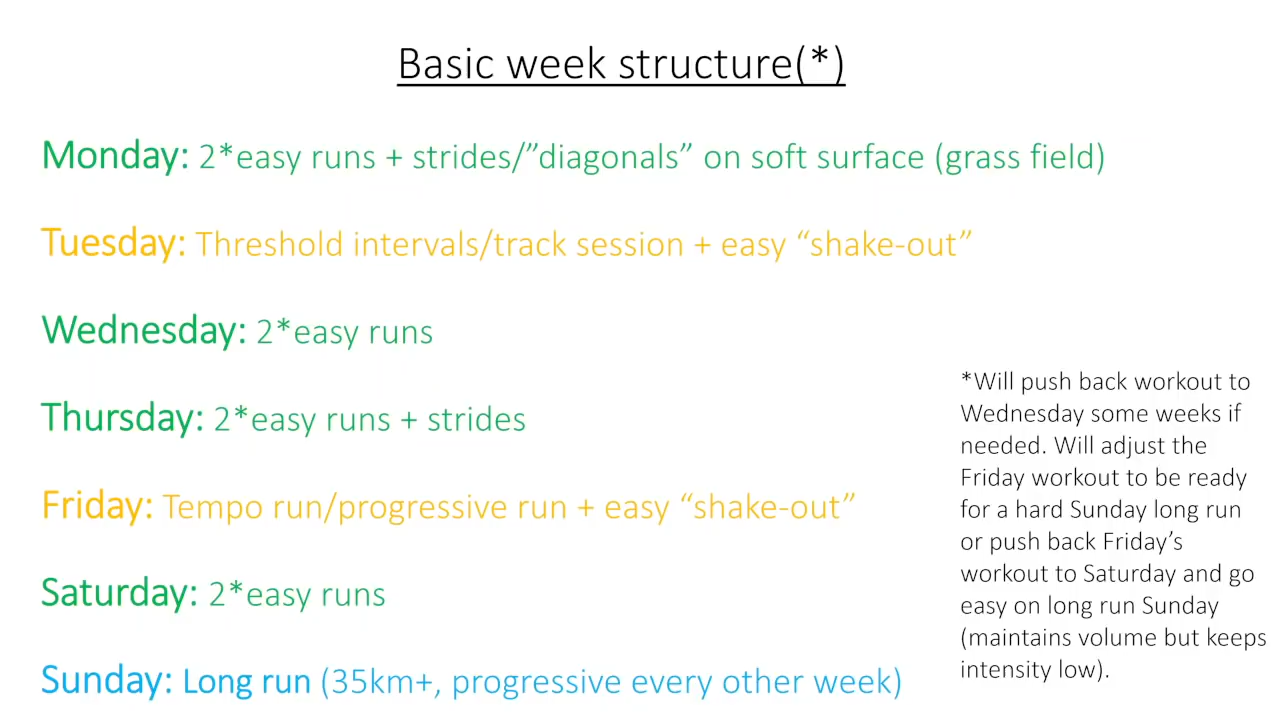 Basic week structure(*)
Monday: 2*easy runs + strides/”diagonals” on soft surface (grass field)
Tuesday: Threshold intervals/track session + easy “shake-out”
Wednesday: 2*easy runs
Thursday: 2*easy runs + strides
Friday: Tempo run/progressive run + easy “shake-out”
Saturday: 2*easy runs
Sunday: Long run (35km+, progressive every other week)
*Will push back workout to
Wednesday some weeks if
needed. Will adjust the
Friday workout to be ready
for a hard Sunday long run
or push back Friday’s
workout to Saturday and go
easy on long run Sunday
(maintains volume but keeps
intensity low).